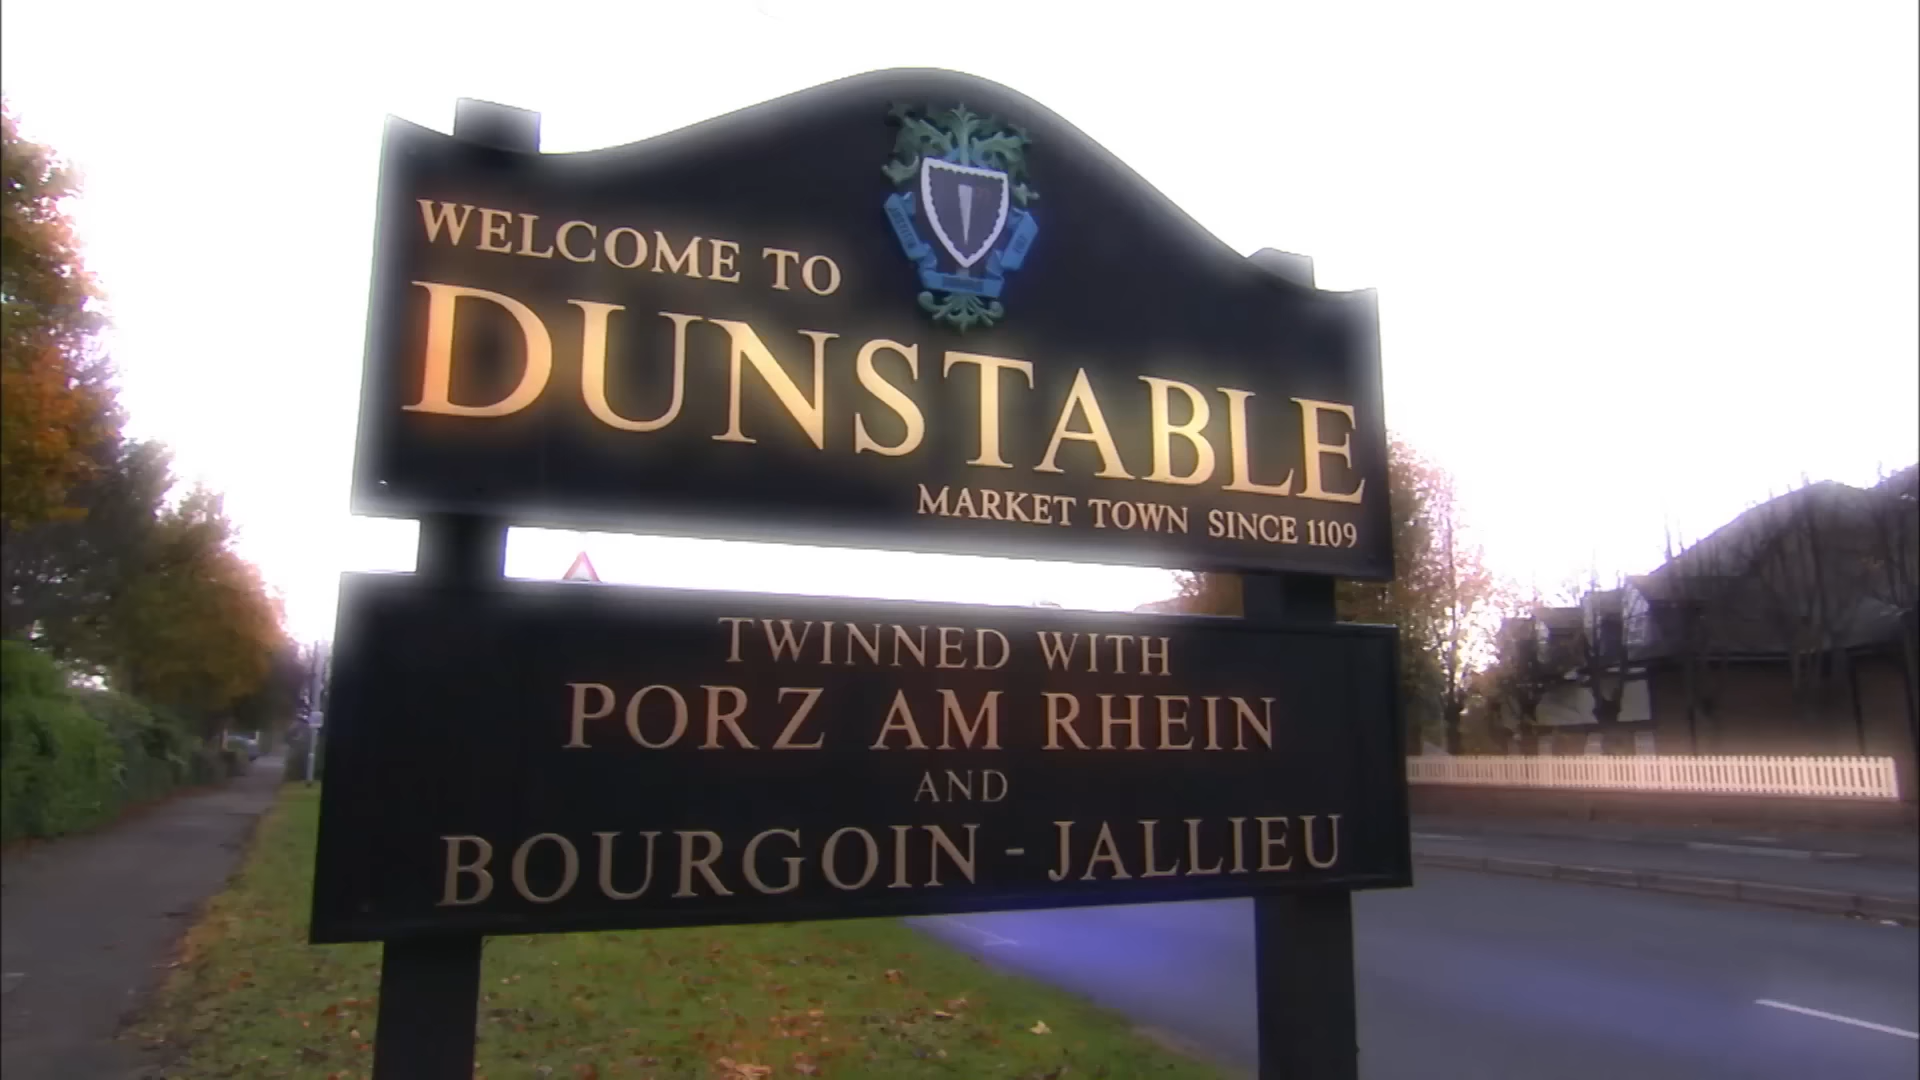 WELCOME TO
DUNSTABLE
MARKET TOWN SINCE 1109
TWINNED WITH
PORZ AM RHEIN
AND
BOURGOIN - JALLIEU